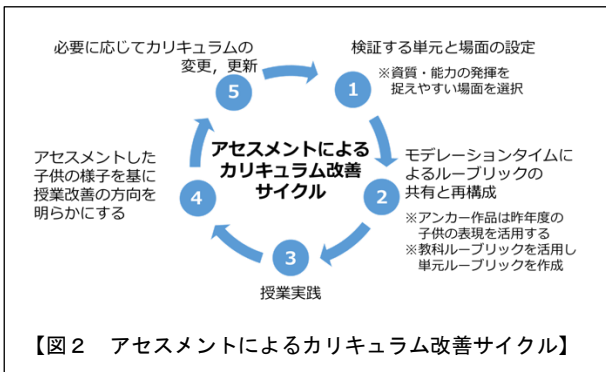 必要に応じてカリキュラムの
変更，更新
5
検証する単元と場面の設定
※資質・能力の発揮を
捉えやすい場面を選択
1
アセスメントによる
カリキュラム改善
サイクル
モデレーションタイムに
よるルーブリックの
共有と再構成
※アンカー作品は昨年度の
子供の表現を活用する
※教科ルーブリックを活用し
単元ルーブリックを作成
2
3
授業実践
アセスメントした
子供の様子を基に
授業改善の方向を
明らかにする
4
【図２　アセスメントによるカリキュラム改善サイクル】